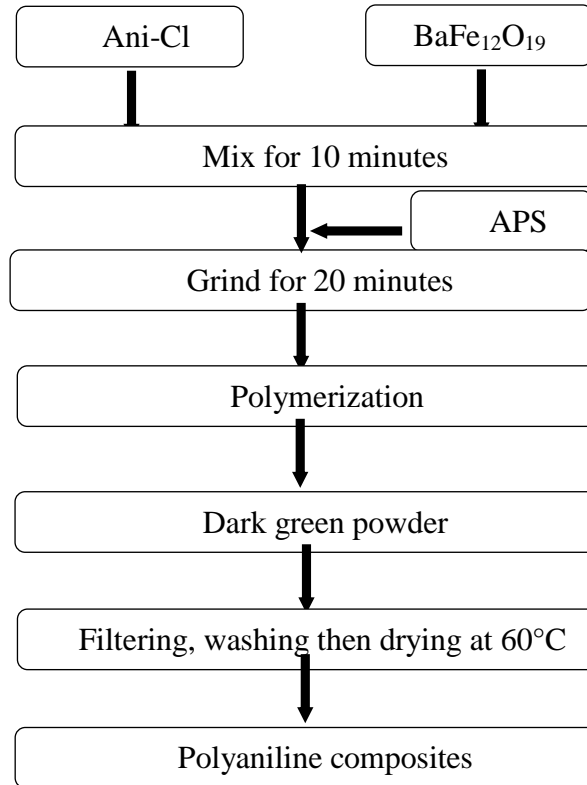 Ani-Cl
BaFe₁₂O₁₉
Mix for 10 minutes
APS
Grind for 20 minutes
Polymerization
Dark green powder
Filtering, washing then drying at 60°C
Polyaniline composites